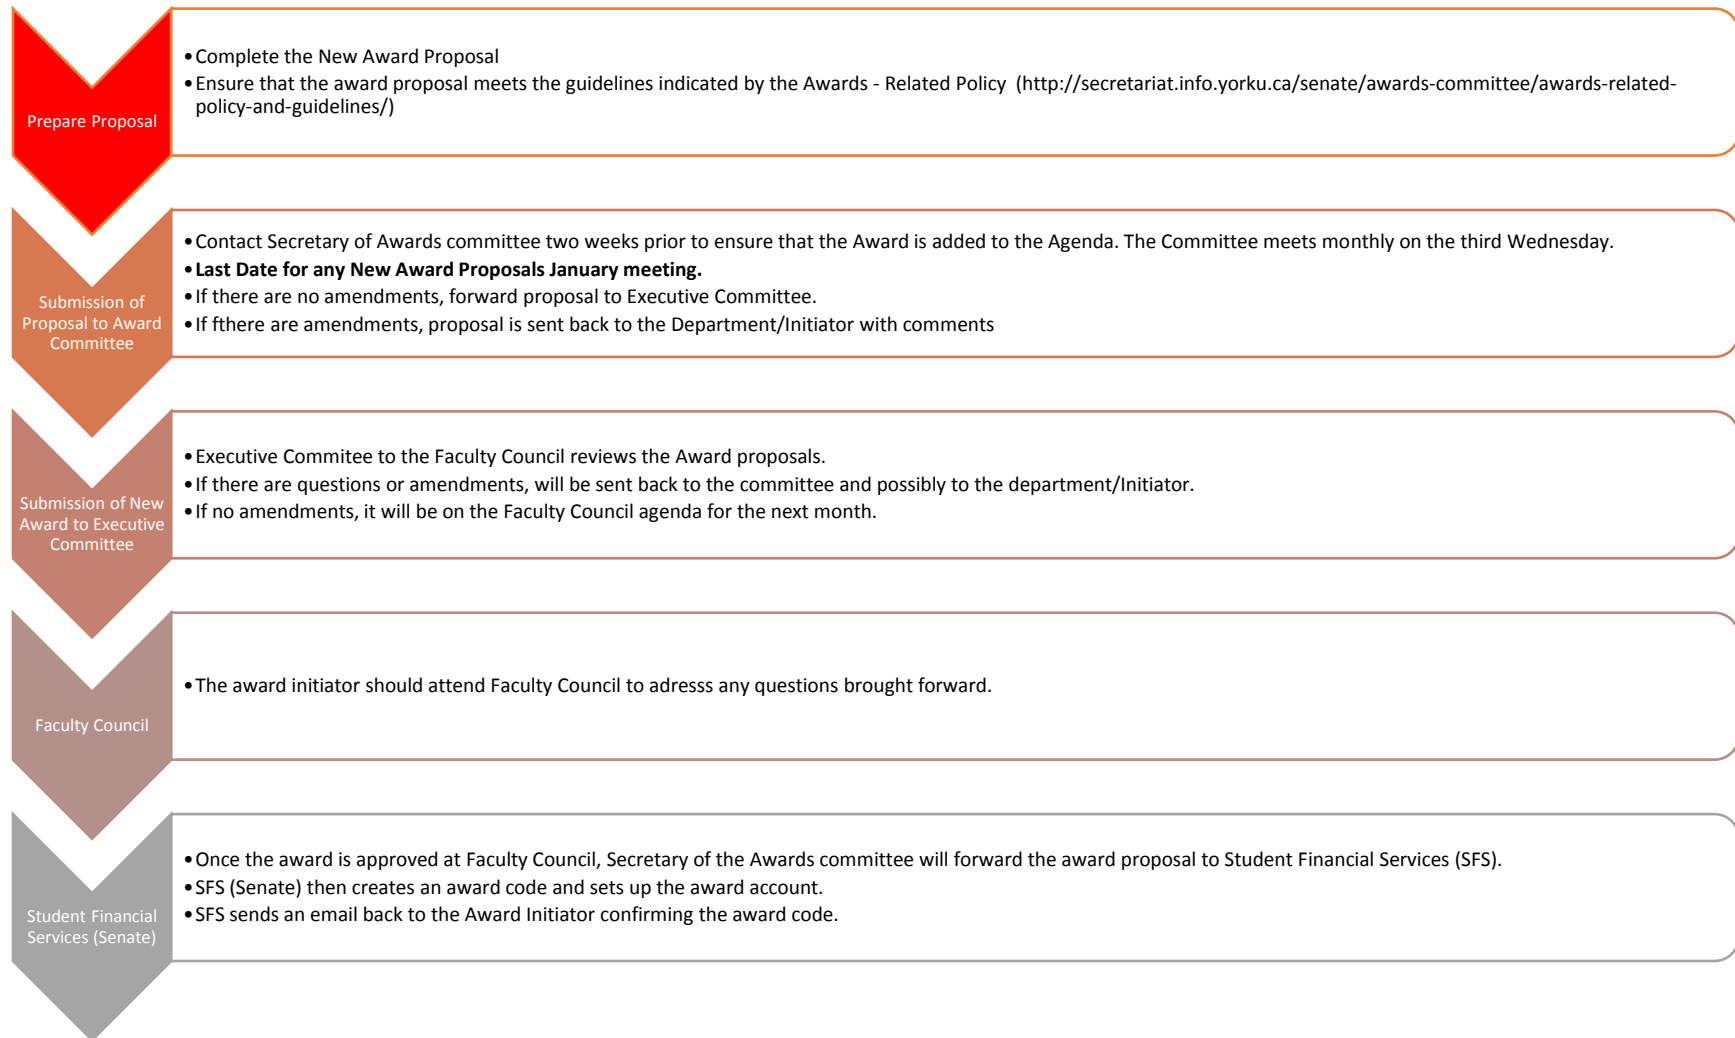 Prepare Proposal
•Complete the New Award Proposal
•Ensure that the award proposal meets the guidelines indicated by the Awards - Related Policy  (http://secretariat.info.yorku.ca/senate/awards-committee/awards-related-
policy-and-guidelines/)
Submission of
Proposal to Award
Committee
•Contact Secretary of Awards committee two weeks prior to ensure that the Award is added to the Agenda. The Committee meets monthly on the third Wednesday.
•Last Date for any New Award Proposals January meeting.
•If there are no amendments, forward proposal to Executive Committee.
•If fthere are amendments, proposal is sent back to the Department/Initiator with comments
Submission of New
Award to Executive
Committee
•Executive Commitee to the Faculty Council reviews the Award proposals.
•If there are questions or amendments, will be sent back to the committee and possibly to the department/Initiator.
•If no amendments, it will be on the Faculty Council agenda for the next month.
Faculty Council
•The award initiator should attend Faculty Council to adresss any questions brought forward.
Student Financial
Services (Senate)
•Once the award is approved at Faculty Council, Secretary of the Awards committee will forward the award proposal to Student Financial Services (SFS).
•SFS (Senate) then creates an award code and sets up the award account.
•SFS sends an email back to the Award Initiator confirming the award code.